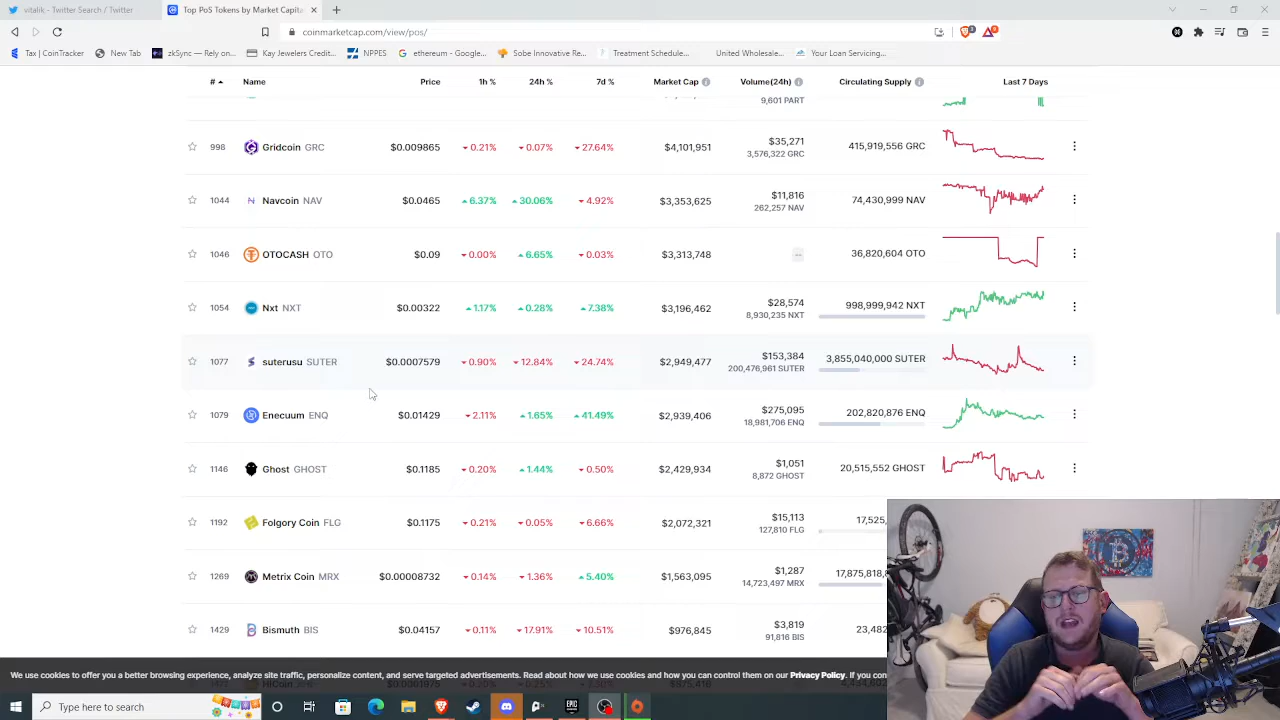 vitalik - Twitter Search / Twitter
Top PoS Tokens by Market Capita
coinmarketcap.com/view/pos/
Tax | CoinTracker
New Tab
zkSync — Rely on...
Kay Jewelers Credit...
NPPES
ethereum - Google...
Sobe Innovative Re...
Treatment Schedule...
United Wholesale...
Your Loan Servicing...
# Name Price 1h % 24h % 7d % Market Cap Volume(24h) Circulating Supply Last 7 Days
9,601 PART
998 Gridcoin GRC $0.009865 0.21% 0.07% 27.64% $4,101,951 $35,271 415,919,556 GRC
3,576,322 GRC
1044 Navcoin NAV $0.0465 6.37% 30.06% 4.92% $3,353,625 $11,816 74,430,999 NAV
262,257 NAV
1046 OTOCASH OTO $0.09 0.00% 6.65% 0.03% $3,313,748 -- 36,820,604 OTO
1054 Nxt NXT $0.00322 1.17% 0.28% 7.38% $3,196,462 $28,574 998,999,942 NXT
8,930,235 NXT
1077 suterusu SUTER $0.0007579 0.90% 12.84% 24.74% $2,949,477 $153,384 3,855,040,000 SUTER
200,476,961 SUTER
1079 Enecuum ENQ $0.01429 2.11% 1.65% 41.49% $2,939,406 $275,095 202,820,876 ENQ
18,981,706 ENQ
1146 Ghost GHOST $0.1185 0.20% 1.44% 0.50% $2,429,934 $1,051 20,515,552 GHOST
8,872 GHOST
1192 Folgory Coin FLG $0.1175 0.21% 0.05% 6.66% $2,072,321 $15,113 17,525,
127,810 FLG
1269 Metrix Coin MRX $0.00008732 0.14% 1.36% 5.40% $1,563,095 $1,287 17,875,818,
14,723,497 MRX
1429 Bismuth BIS $0.04157 0.11% 17.91% 10.51% $976,845 $3,819 23,482
91,816 BIS
We use cookies to offer you a better browsing experience, analyze site traffic, personalize content, and serve targeted advertisements. Read about how we use cookies and how you can control them on our Privacy Policy. If you con
Type here to search